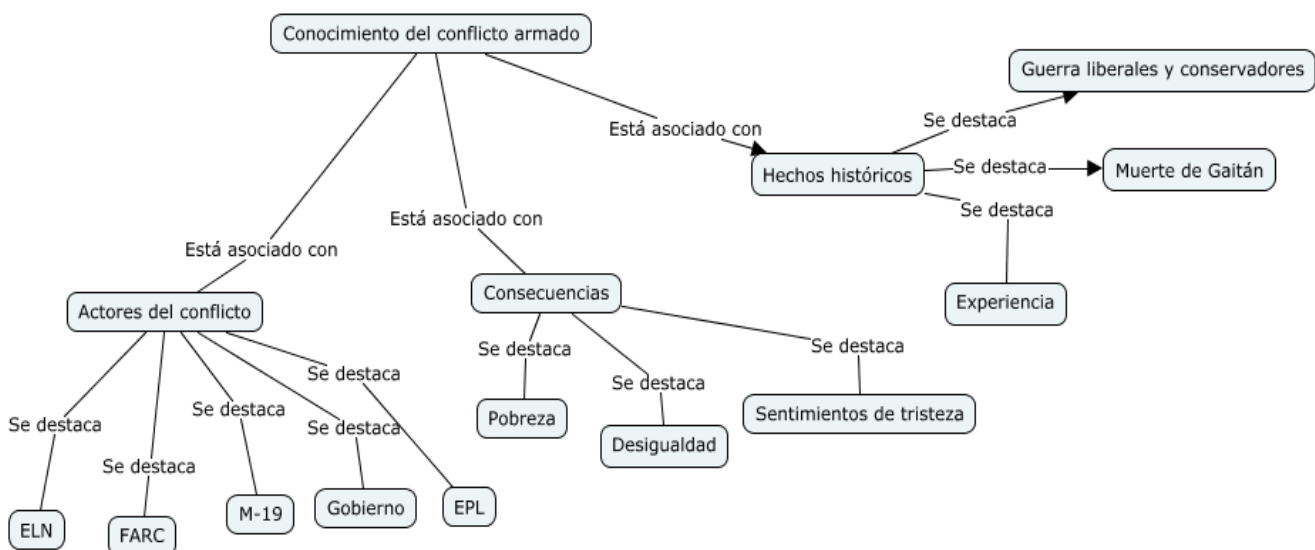 Conocimiento del conflicto armado
Guerra liberales y conservadores
Se destaca
Está asociado con
Hechos históricos
Se destaca
Muerte de Gaitán
Se destaca
Experiencia
Está asociado con
Está asociado con
Consecuencias
Actores del conflicto
Se destaca
Se destaca
Se destaca
Pobreza
Desigualdad
Sentimientos de tristeza
Se destaca
Se destaca
Se destaca
Se destaca
Se destaca
ELN
FARC
M-19
Gobierno
EPL